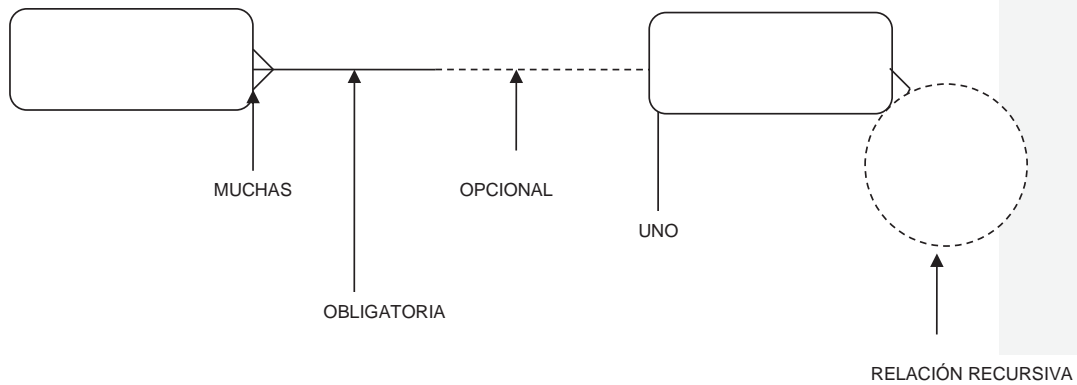 MUCHAS
OPCIONAL
UNO
OBLIGATORIA
RELACIÓN RECURSIVA